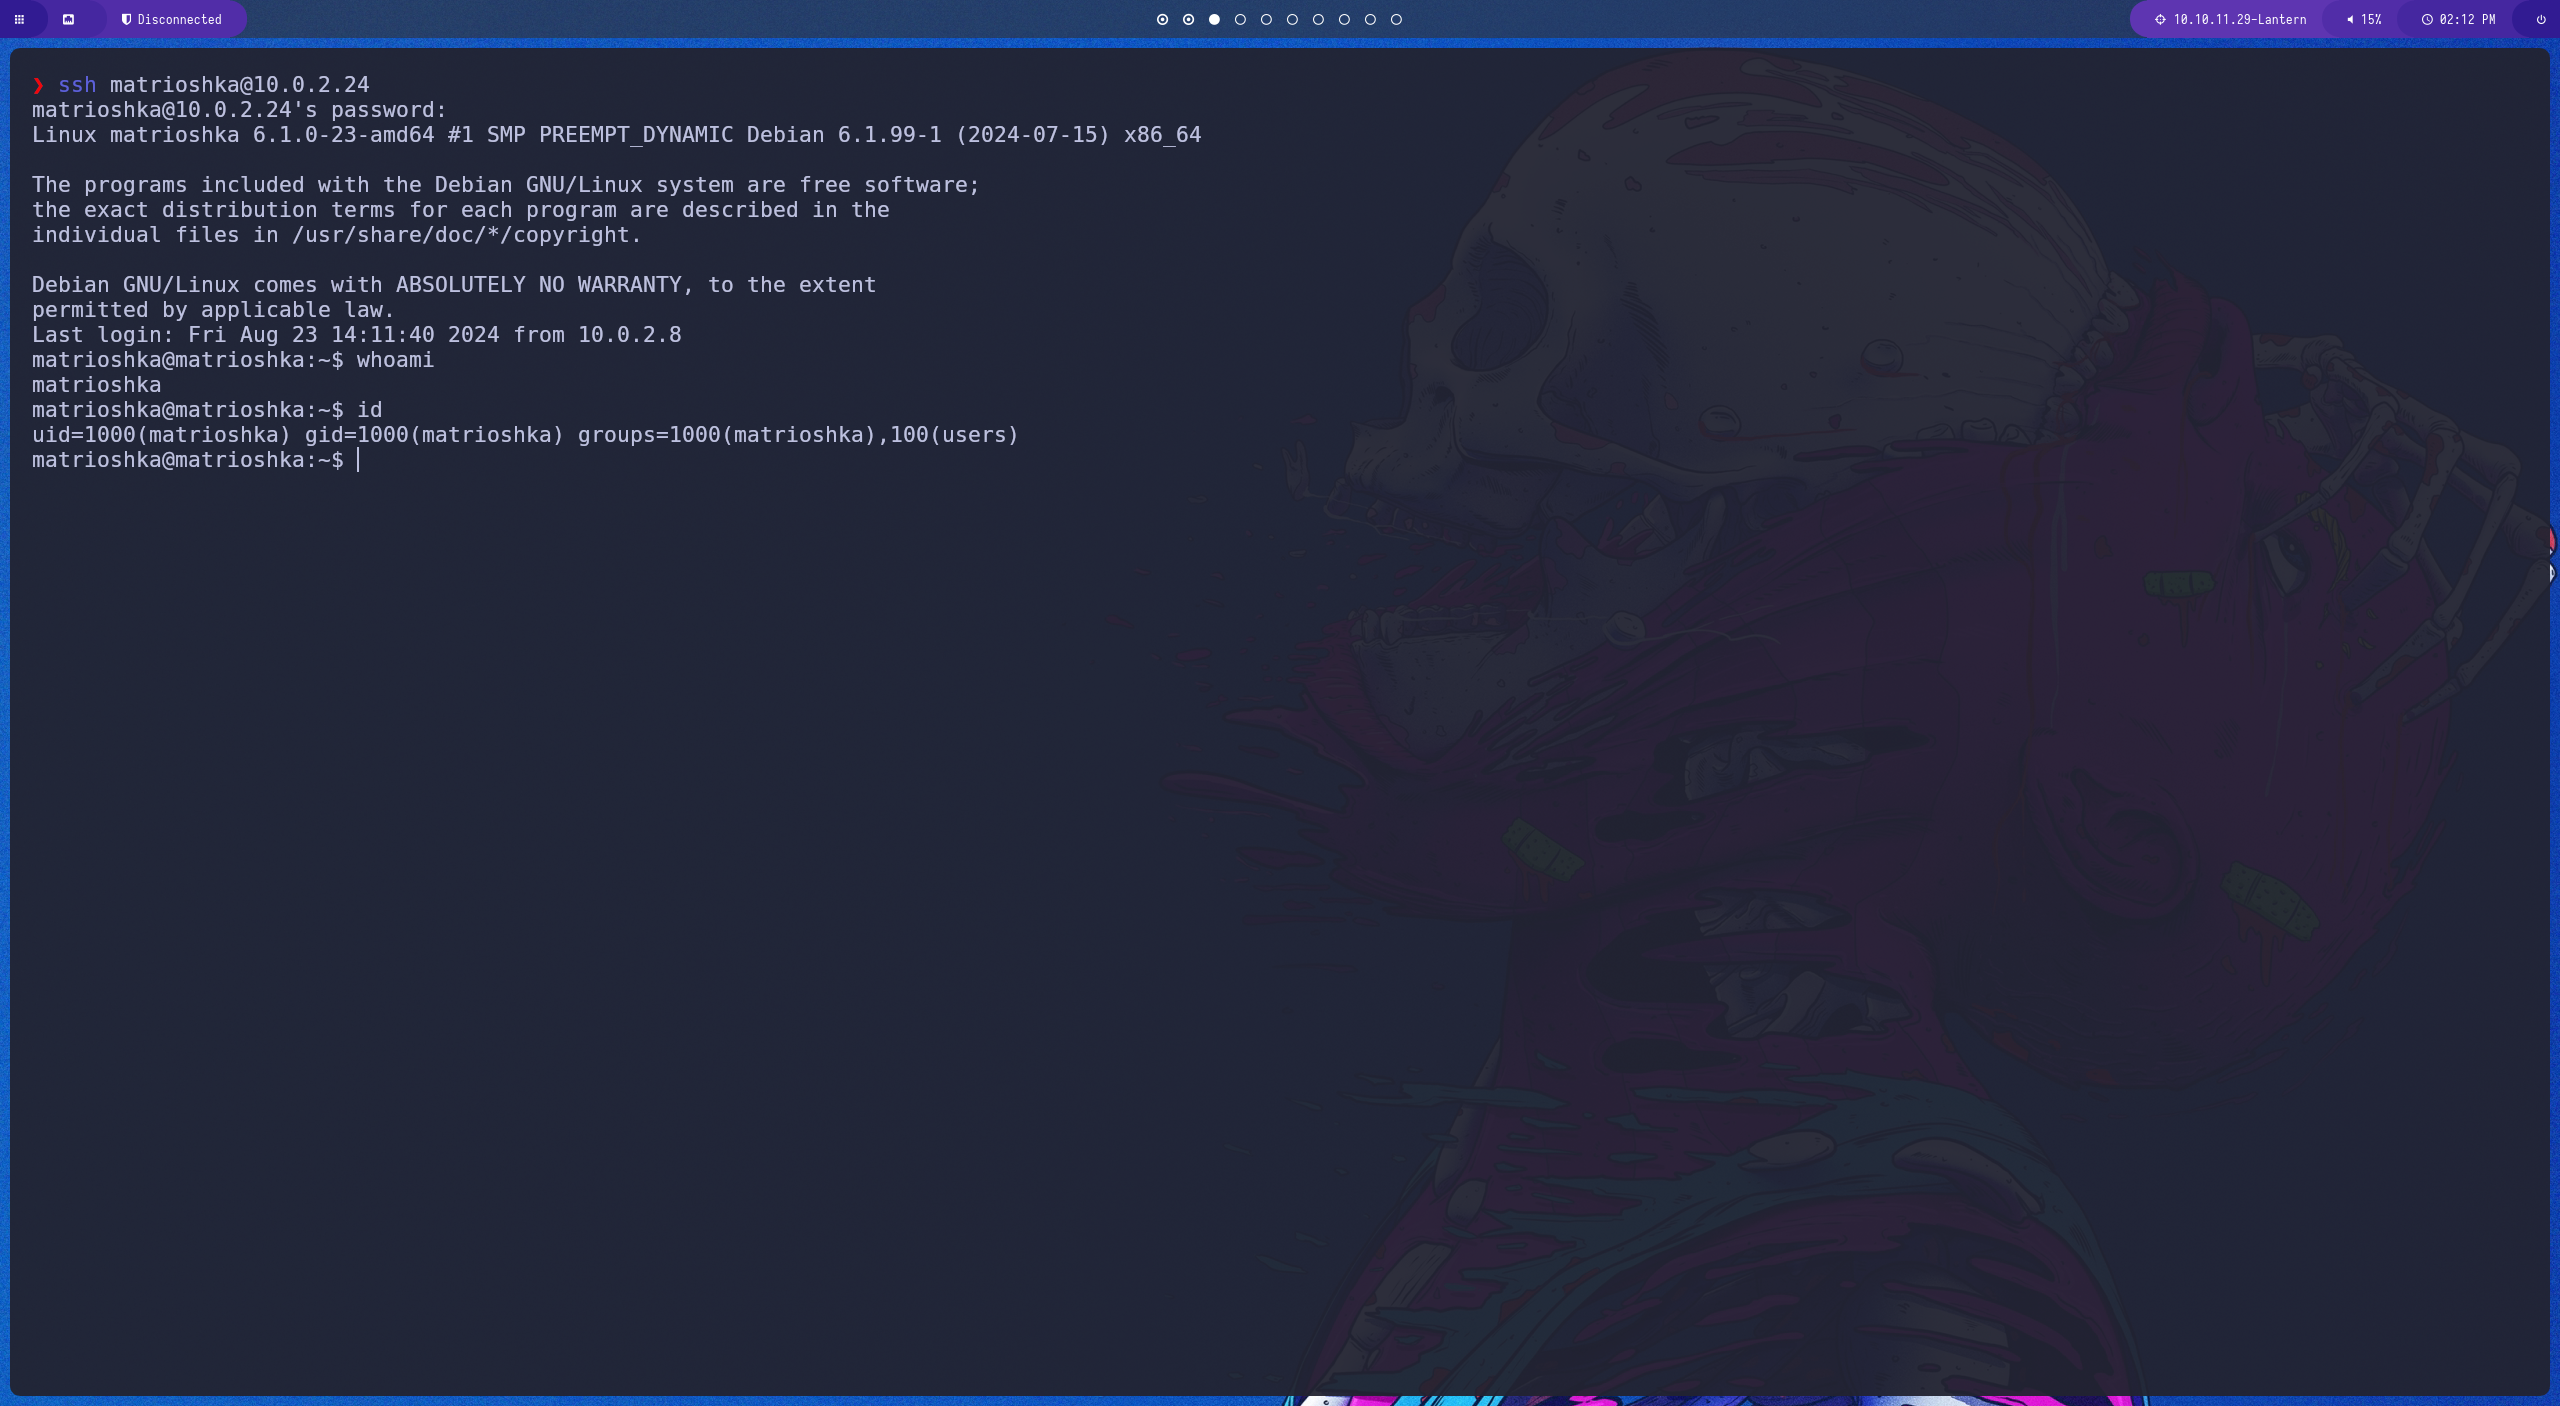 Disconnected
10.10.11.29-Lantern
15%
02:12 PM
❯ ssh matrioshka@10.0.2.24
matrioshka@10.0.2.24's password:
Linux matrioshka 6.1.0-23-amd64 #1 SMP PREEMPT_DYNAMIC Debian 6.1.99-1 (2024-07-15) x86_64
The programs included with the Debian GNU/Linux system are free software;
the exact distribution terms for each program are described in the
individual files in /usr/share/doc/*/copyright.
Debian GNU/Linux comes with ABSOLUTELY NO WARRANTY, to the extent
permitted by applicable law.
Last login: Fri Aug 23 14:11:40 2024 from 10.0.2.8
matrioshka@matrioshka:~$ whoami
matrioshka
matrioshka@matrioshka:~$ id
uid=1000(matrioshka) gid=1000(matrioshka) groups=1000(matrioshka),100(users)
matrioshka@matrioshka:~$